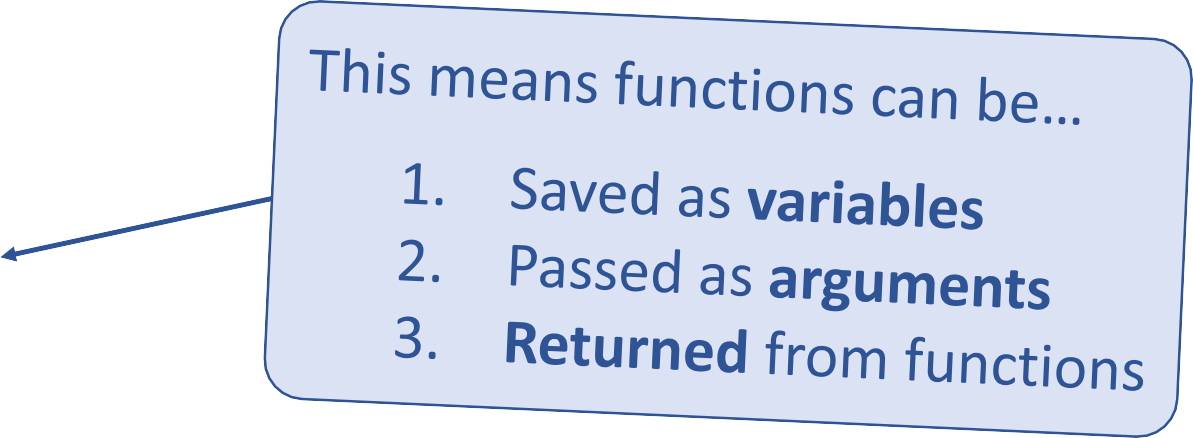 This means functions can be…
1. Saved as variables
2. Passed as arguments
3. Returned from functions